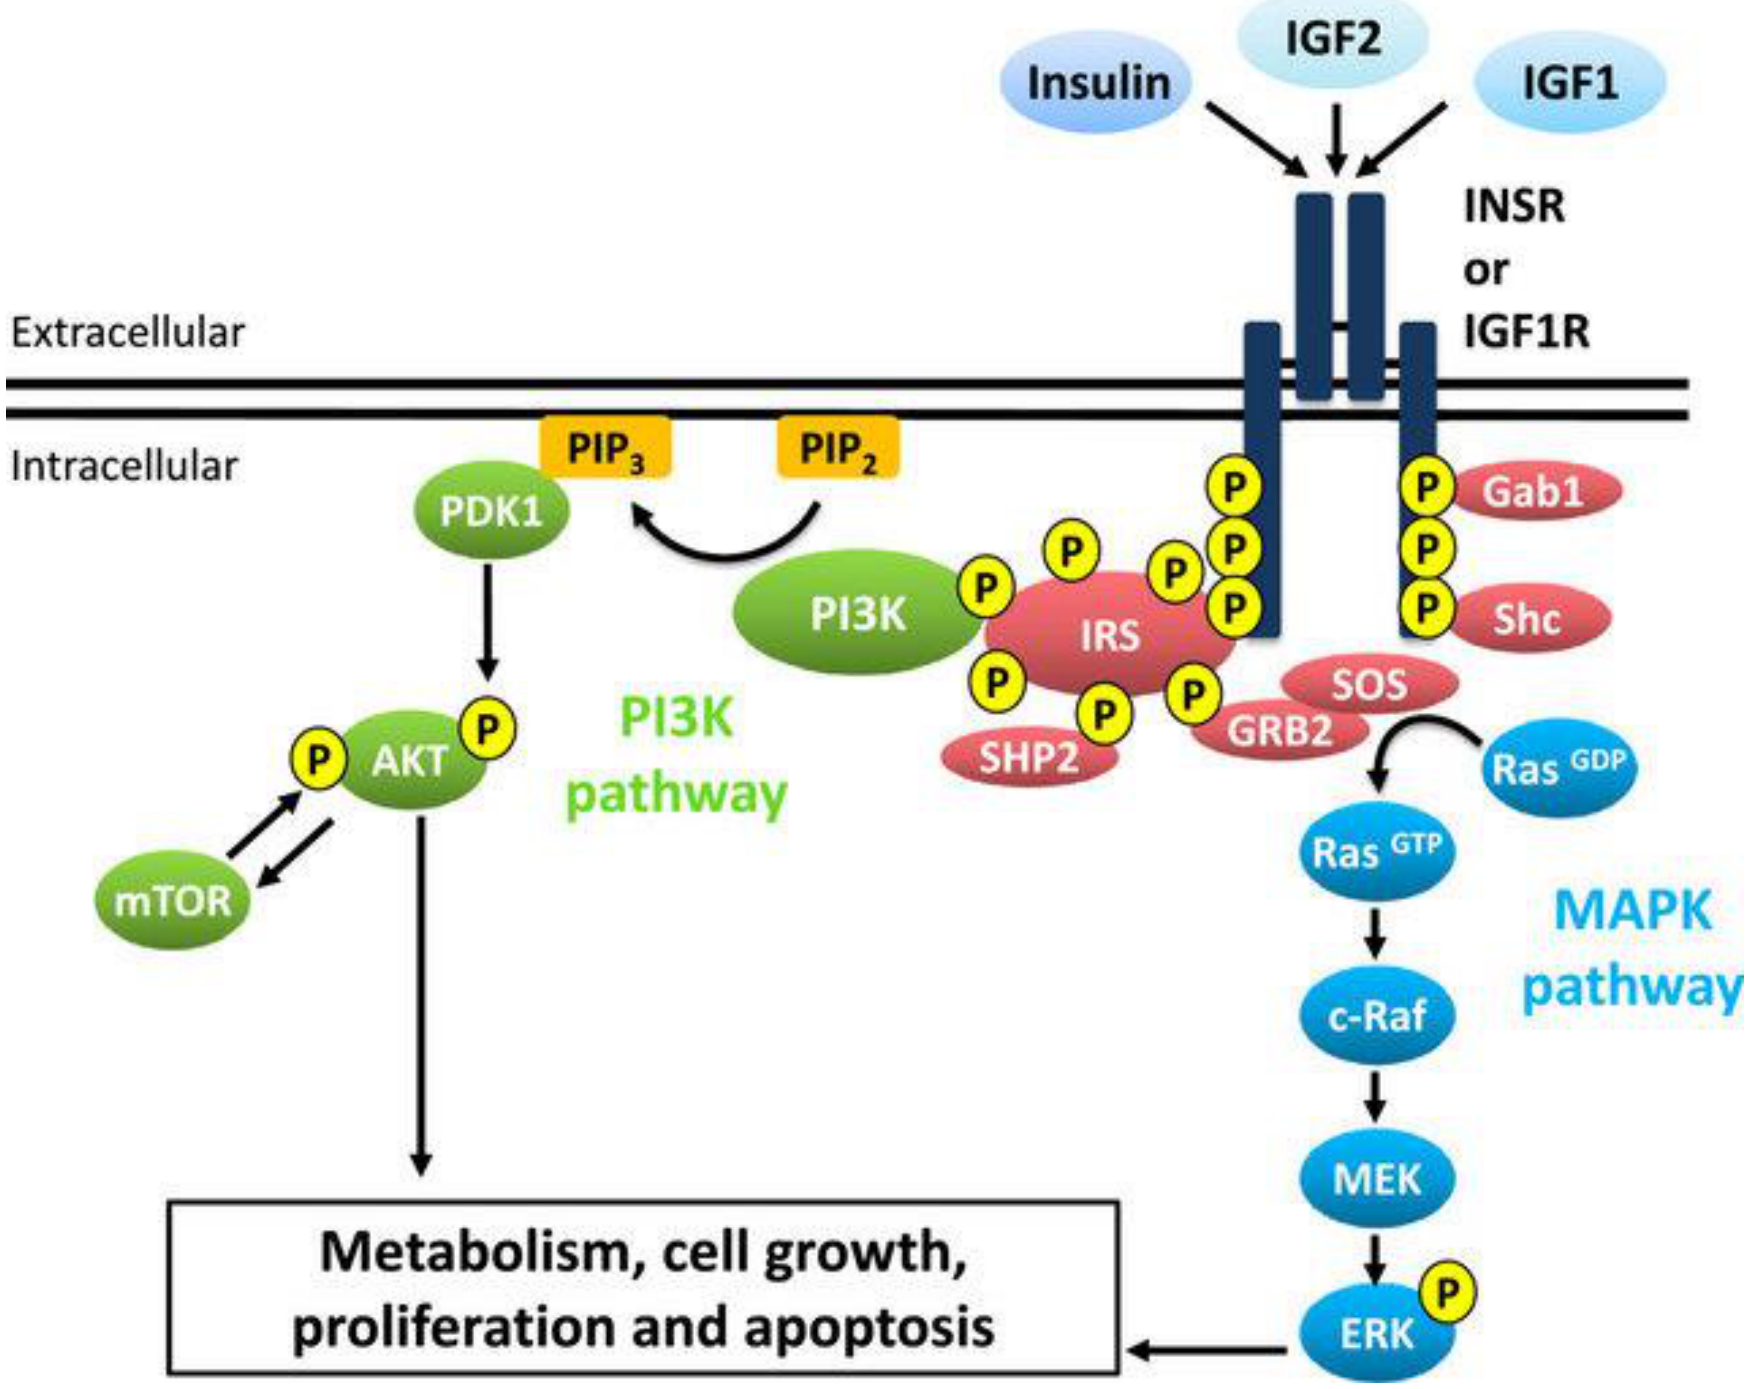 IGF2
Insulin
IGF1
INSR
or
IGF1R
Extracellular
Intracellular
PIP3
PIP2
PDK1
P
P
Gab1
P
P
P
P
P
PI3K
P
P
IRS
Shc
P
P
P
SOS
P
GRB2
SHP2
PI3K
pathway
P
AKT
P
Ras GDP
Ras GTP
mTOR
MAPK
pathway
c-Raf
MEK
P
ERK
Metabolism, cell growth,
proliferation and apoptosis